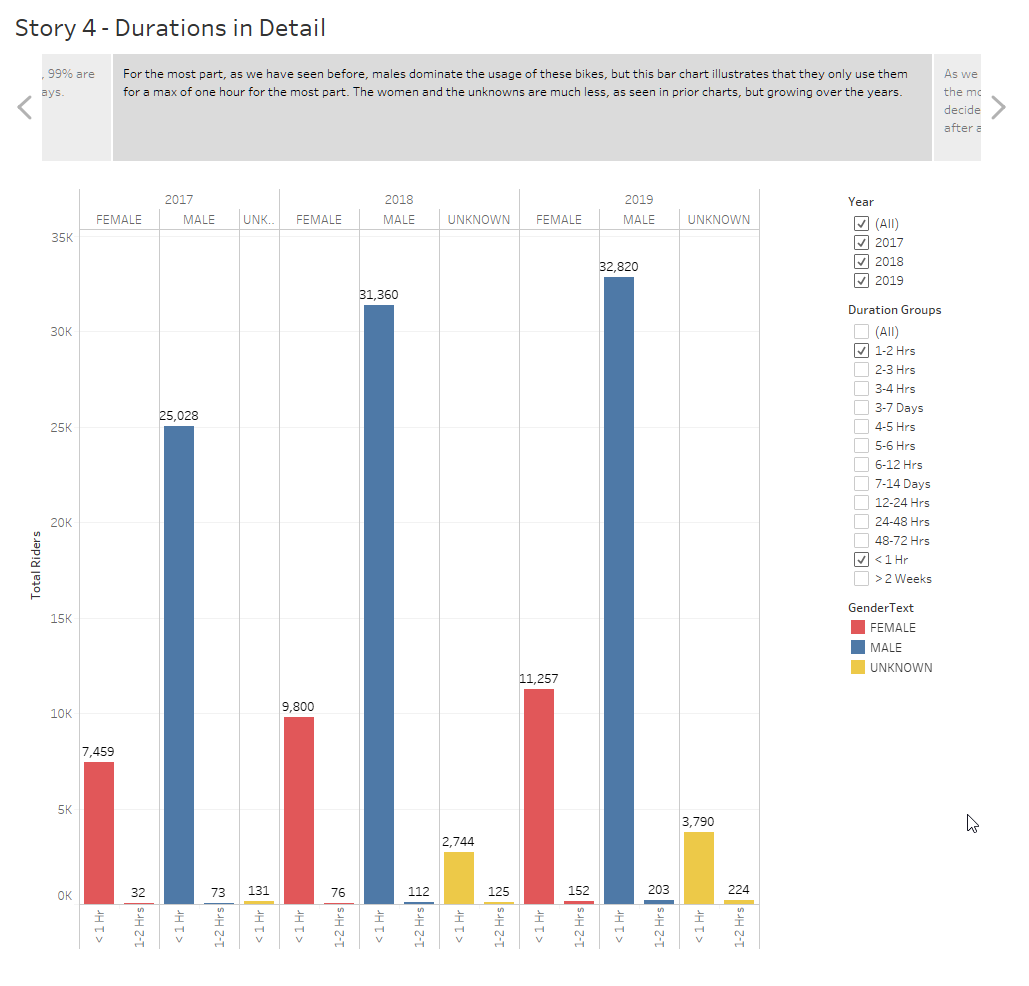 Story 4 - Durations in Detail
, 99% are
ays.
For the most part, as we have seen before, males dominate the usage of these bikes, but this bar chart illustrates that they only use them
for a max of one hour for the most part. The women and the unknowns are much less, as seen in prior charts, but growing over the years.
As we
the mo
decide
after a
2017 2018 2019
FEMALE MALE UNK.. FEMALE MALE UNKNOWN FEMALE MALE UNKNOWN
35K
30K
25K
20K
15K
10K
5K
0K
Total Riders
7,459 32 25,028 73 131 9,800 76 31,360 112 2,744 125 11,257 152 32,820 203 3,790 224
< 1 Hr 1-2 Hrs < 1 Hr 1-2 Hrs < 1 Hr < 1 Hr 1-2 Hrs < 1 Hr 1-2 Hrs < 1 Hr 1-2 Hrs < 1 Hr 1-2 Hrs < 1 Hr 1-2 Hrs < 1 Hr 1-2 Hrs
Year
(All)
2017
2018
2019
Duration Groups
(All)
1-2 Hrs
2-3 Hrs
3-4 Hrs
3-7 Days
4-5 Hrs
5-6 Hrs
6-12 Hrs
7-14 Days
12-24 Hrs
24-48 Hrs
48-72 Hrs
< 1 Hr
> 2 Weeks
GenderText
FEMALE
MALE
UNKNOWN